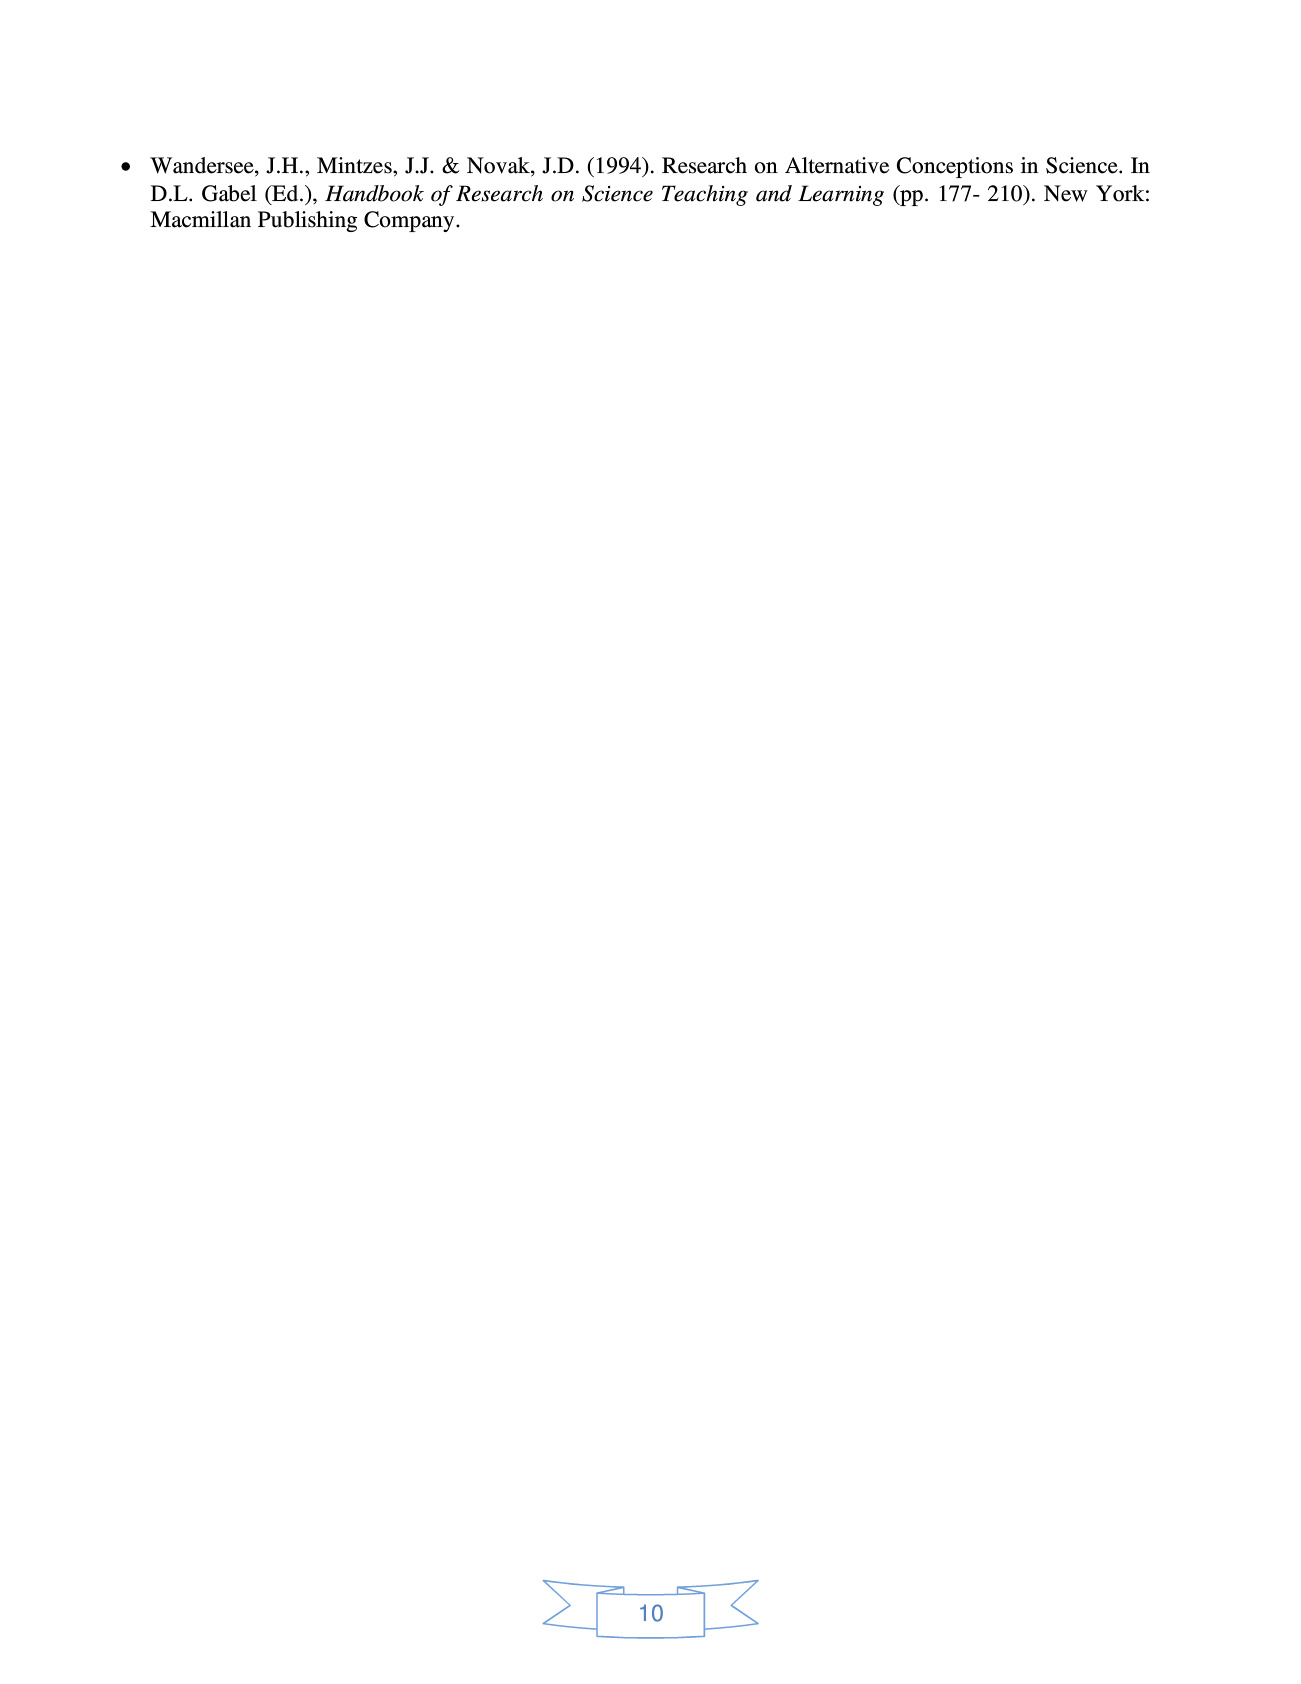 • Wandersee, J.H., Mintzes, J.J. & Novak, J.D. (1994). Research on Alternative Conceptions in Science. In
D.L. Gabel (Ed.), Handbook of Research on Science Teaching and Learning (pp. 177- 210). New York:
Macmillan Publishing Company.
10